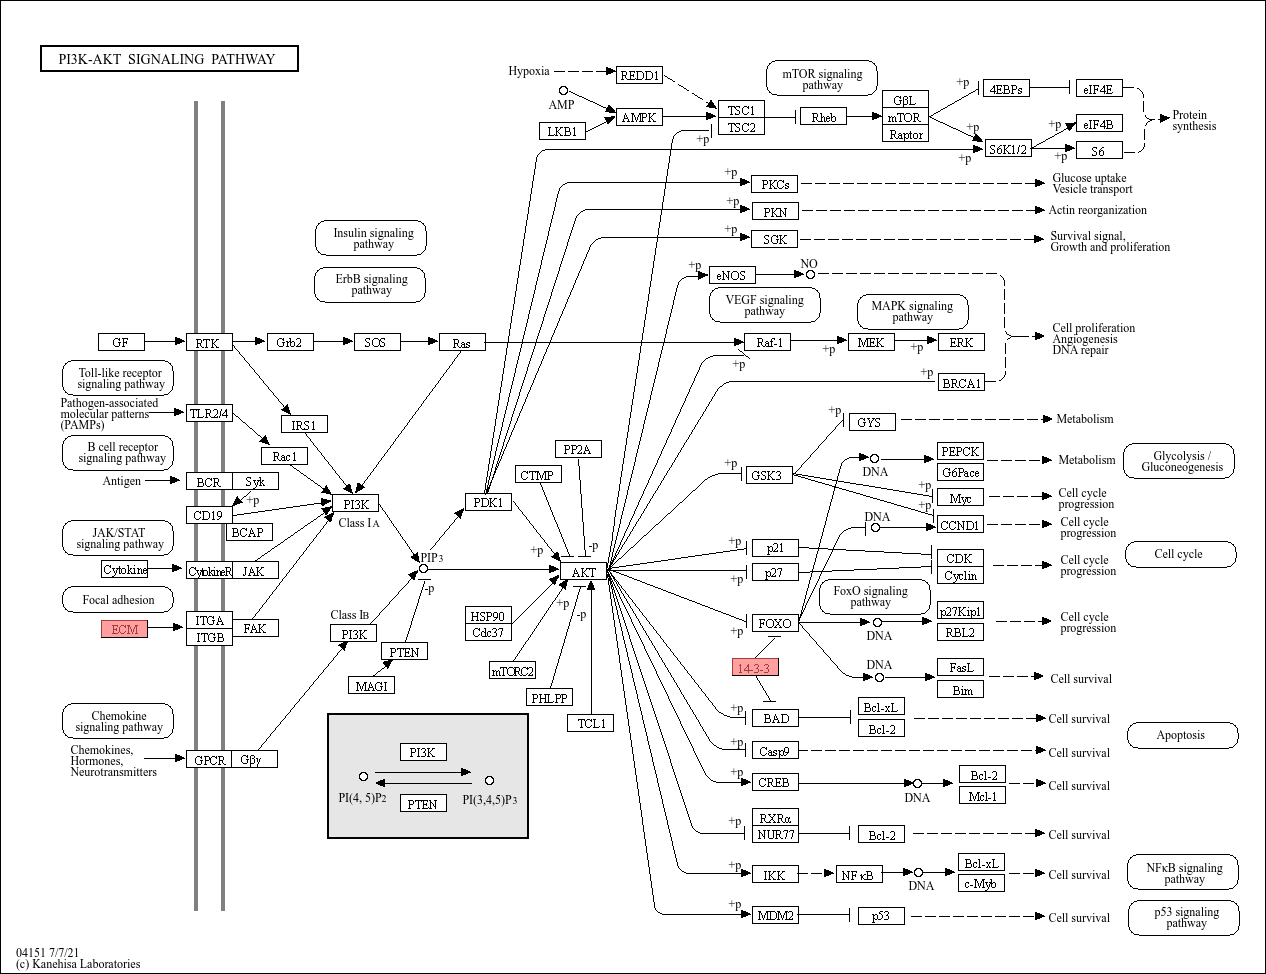 PI3K-AKT SIGNALING PATHWAY
Hypoxia
REDD1
mTOR signaling
pathway
AMP
LKB1
AMPK
TSC1
TSC2
+p
Rheb
GβL
mTOR
Raptor
+p
4EBPs
eIF4E
+p
S6K1/2
+p
+p
eIF4B
+p
S6
Protein
synthesis
+p
PKCs
Glucose uptake
Vesicle transport
+p
PKN
Actin reorganization
+p
SGK
Survival signal,
Growth and proliferation
Insulin signaling
pathway
ErbB signaling
pathway
+p
eNOS
NO
VEGF signaling
pathway
MAPK signaling
pathway
GF
RTK
Grb2
SOS
Ras
Raf-1
+p
+p
MEK
+p
ERK
Cell proliferation
Angiogenesis
DNA repair
+p
BRCA1
Toll-like receptor
signaling pathway
Pathogen-associated
molecular patterns
(PAMPs)
TLR2/4
IRS1
Rac1
B cell receptor
signaling pathway
Antigen
BCR
Syk
+p
CD19
BCAP
PI3K
Class IA
JAK/STAT
signaling pathway
Cytokine
CytokineR
JAK
Focal adhesion
ECM
ITGA
ITGB
FAK
PDK1
PIP3
-p
Class IB
PI3K
PTEN
MAGI
CTMP
PP2A
+p
-p
AKT
HSP90
Cdc37
mTORC2
+p
-p
PHLPP
TCL1
+p
GYS
Metabolism
+p
GSK3
DNA
PEPCK
G6Pace
Metabolism
Glycolysis /
Gluconeogenesis
+p
Myc
Cell cycle
progression
+p
DNA
CCND1
Cell cycle
progression
+p
p21
+p
p27
CDK
Cyclin
Cell cycle
progression
Cell cycle
FoxO signaling
pathway
+p
FOXO
DNA
p27Kip1
RBL2
Cell cycle
progression
14-3-3
DNA
FasL
Bim
Cell survival
+p
BAD
Bcl-xL
Bcl-2
Cell survival
+p
Casp9
Cell survival
Apoptosis
+p
CREB
DNA
Bcl-2
Mcl-1
Cell survival
+p
RXRα
NUR77
Bcl-2
Cell survival
+p
IKK
NFκB
DNA
Bcl-xL
c-Myb
Cell survival
NFκB signaling
pathway
+p
MDM2
p53
Cell survival
p53 signaling
pathway
Chemokine
signaling pathway
Chemokines,
Hormones,
Neurotransmitters
GPCR
Gβγ
PI3K
PI(4, 5)P2
PI(3,4,5)P3
PTEN
04151 7/7/21
(c) Kanehisa Laboratories